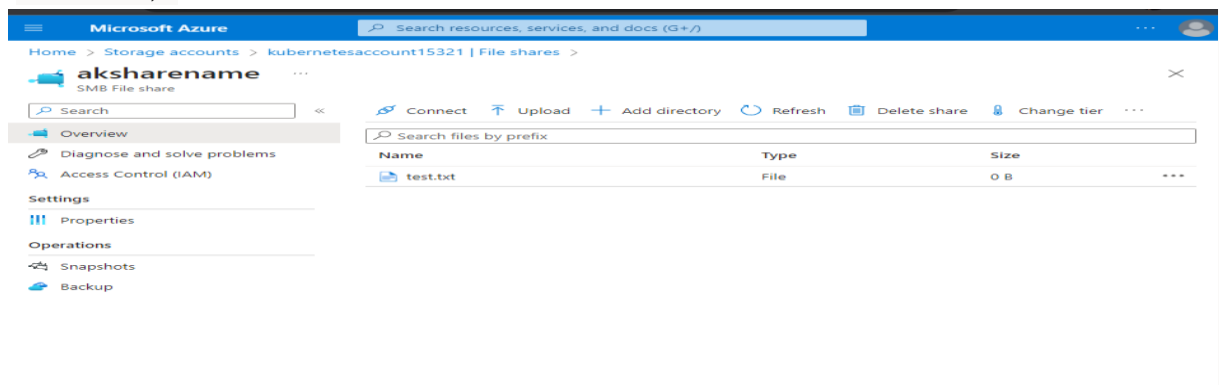 Microsoft Azure
Search resources, services, and docs (G+/)
...
Home > Storage accounts > kubernetesaccount15321 | File shares >
aksharename ...
SMB File share
Search
«
Connect Upload Add directory Refresh Delete share Change tier ...
Overview
Diagnose and solve problems
Access Control (IAM)
Settings
Properties
Operations
Snapshots
Backup
Search files by prefix
Name Type Size
test.txt File 0 B ...